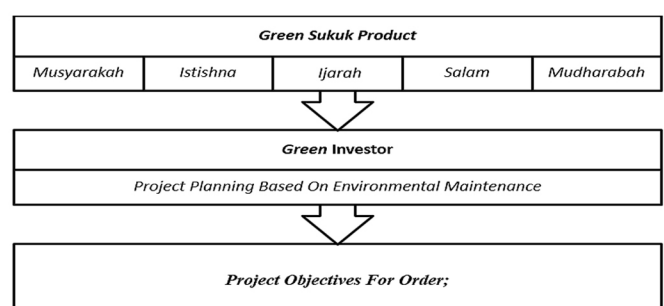 Green Sukuk Product
Musyarakah Istishna Ijarah Salam Mudharabah
Green Investor
Project Planning Based On Environmental Maintenance
Project Objectives For Order;